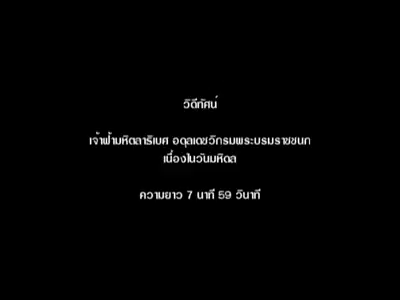 วิดีทัศน์
เจ้าฟ้ามหิตลาธิเบศ อดุลเดชวิกรมพระบรมราชชนก
เนื่องในวันมหิดล
ความยาว 7 นาที 59 วินาที